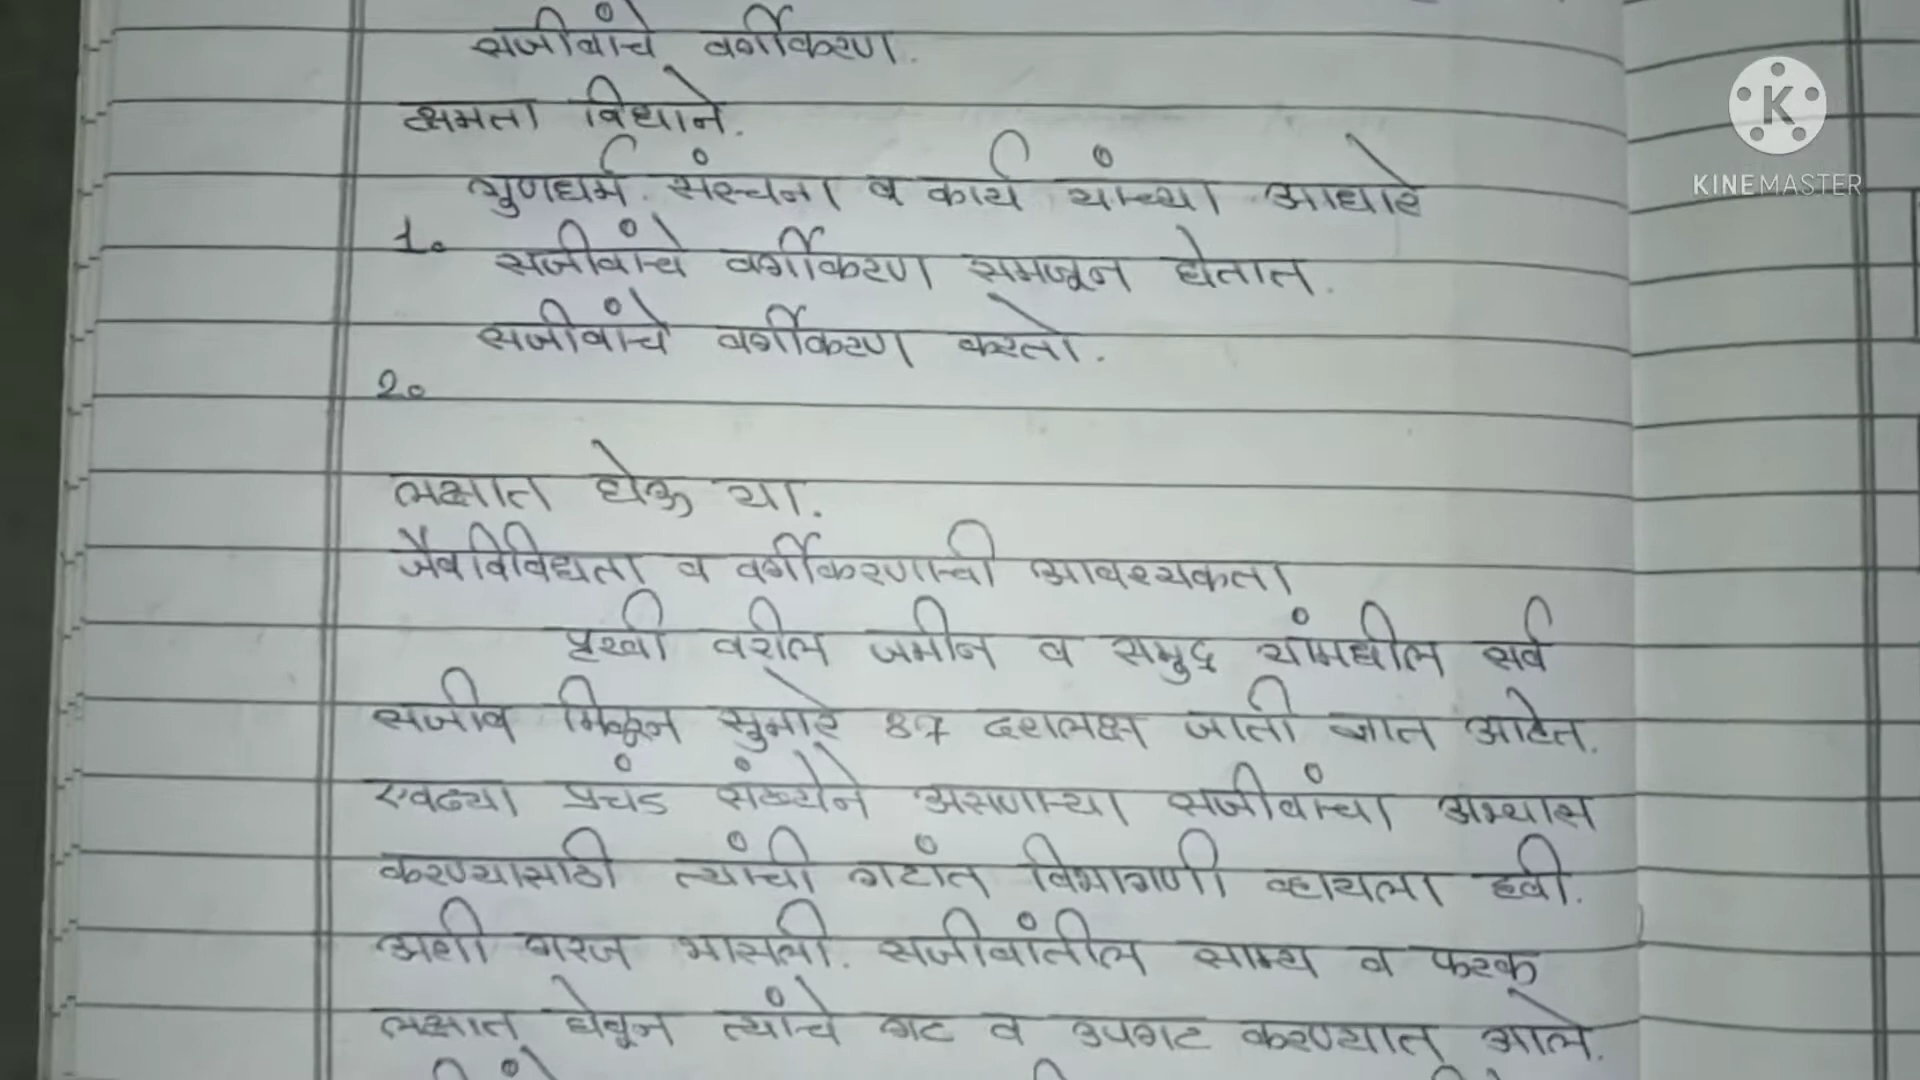 सजीवांचे वर्गीकरण.
क्षमता विधाने.
गुणधर्म. संरचना व कार्य यांच्या आधारे
1. सजीवांचे वर्गीकरण समजून घेतात.
सजीवांचे वर्गीकरण करतो.
2.
लक्षात घेऊ या.
जैवविविधता व वर्गीकरणाची आवश्यकता
पृथ्वी वरील जमीन व समुद्र यांमधील सर्व
सजीव मिळून सुमारे 87 दशलक्ष जाती ज्ञात आहेत.
एवढ्या प्रचंड संख्येने असणाऱ्या सजीवांचा अभ्यास
करण्यासाठी त्यांची गटांत विभागणी व्हायला हवी.
अशी गरज भासली. सजीवांतील साम्य व फरक
लक्षात घेवून त्यांचे गट व उपगट करण्यात आले.
K
KINEMASTER